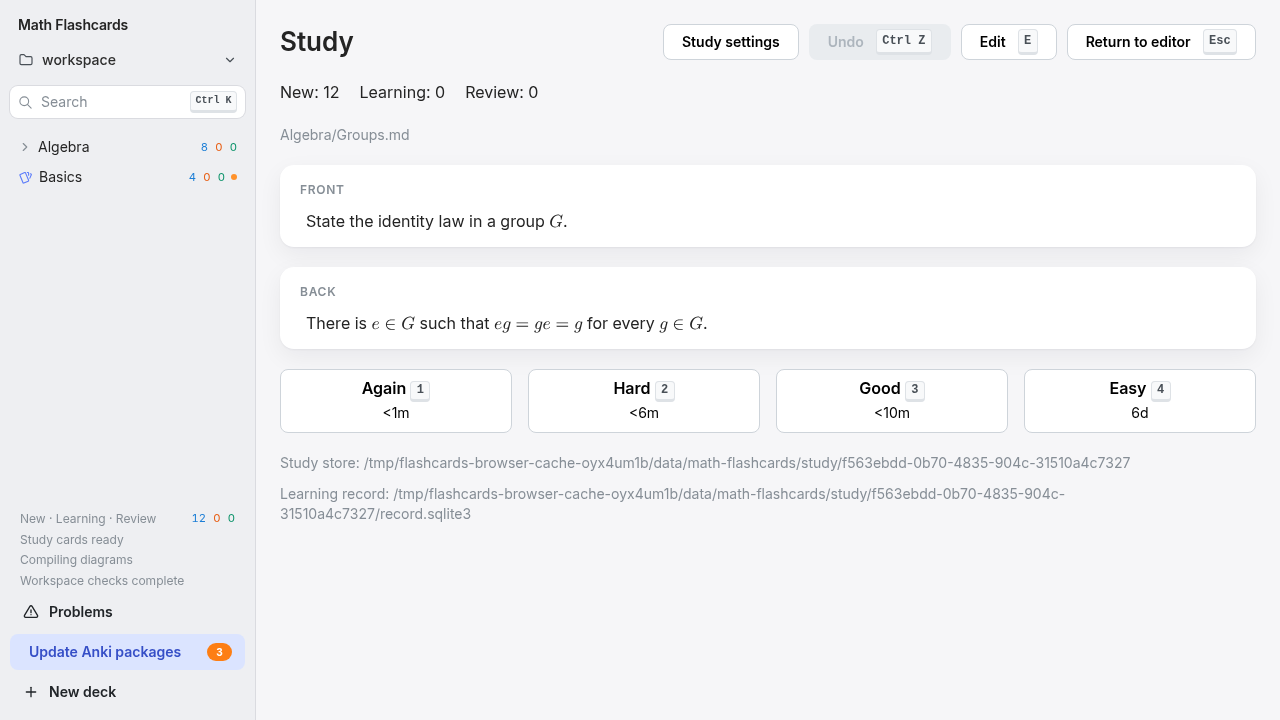 Math Flashcards
workspace
Search Ctrl K
Algebra 8 0 0
Basics 4 0 0
New · Learning · Review 12 0 0
Study cards ready
Compiling diagrams
Workspace checks complete
Problems
Update Anki packages 3
New deck
Study
Study settings
Undo Ctrl Z
Edit E
Return to editor Esc
New: 12 Learning: 0 Review: 0
Algebra/Groups.md
FRONT
State the identity law in a group G.
BACK
There is e ∈ G such that eg = ge = g for every g ∈ G.
Again 1
<1m
Hard 2
<6m
Good 3
<10m
Easy 4
6d
Study store: /tmp/flashcards-browser-cache-oyx4um1b/data/math-flashcards/study/f563ebdd-0b70-4835-904c-31510a4c7327
Learning record: /tmp/flashcards-browser-cache-oyx4um1b/data/math-flashcards/study/f563ebdd-0b70-4835-904c-
31510a4c7327/record.sqlite3